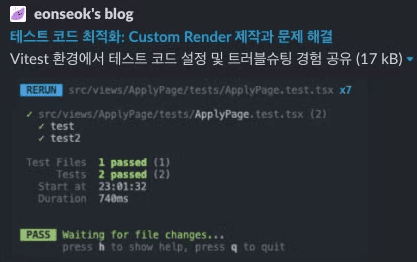 eonseok's blog
테스트 코드 최적화: Custom Render 제작과 문제 해결
Vitest 환경에서 테스트 코드 설정 및 트러블슈팅 경험 공유 (17 kB)
RERUN src/views/ApplyPage/tests/ApplyPage.test.tsx x7
✓ src/views/ApplyPage/tests/ApplyPage.test.tsx (2)
✓ test
✓ test2
Test Files 1 passed (1)
Tests 2 passed (2)
Start at 23:01:32
Duration 740ms
PASS Waiting for file changes...
press h to show help, press q to quit